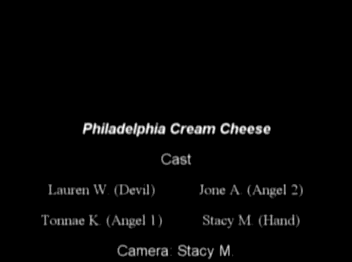 Philadelphia Cream Cheese
Cast
Lauren W. (Devil) Jone A. (Angel 2)
Tonnae K. (Angel 1) Stacy M. (Hand)
Camera: Stacy M.